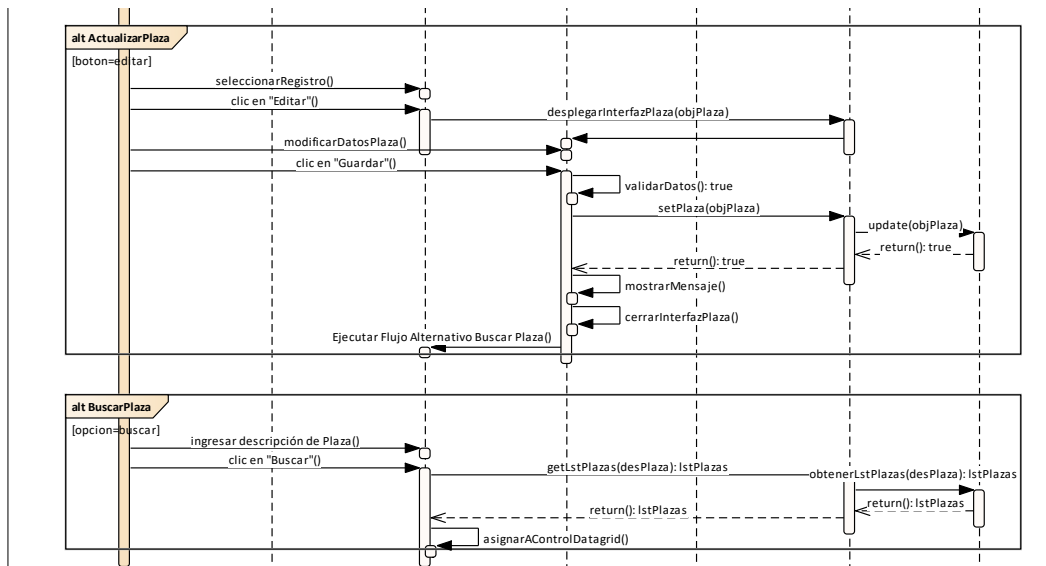 alt ActualizarPlaza
[boton=editar]
seleccionarRegistro()
clic en "Editar"()
desplegarInterfazPlaza(objPlaza)
modificarDatosPlaza()
clic en "Guardar"()
validarDatos(): true
setPlaza(objPlaza)
update(objPlaza)
return(): true
return(): true
mostrarMensaje()
cerrarInterfazPlaza()
Ejecutar Flujo Alternativo Buscar Plaza()
alt BuscarPlaza
[opcion=buscar]
ingresar descripción de Plaza()
clic en "Buscar"()
getLstPlazas(desPlaza): lstPlazas
obtenerLstPlazas(desPlaza): lstPlazas
return(): lstPlazas
return(): lstPlazas
asignarAControlDatagrid()